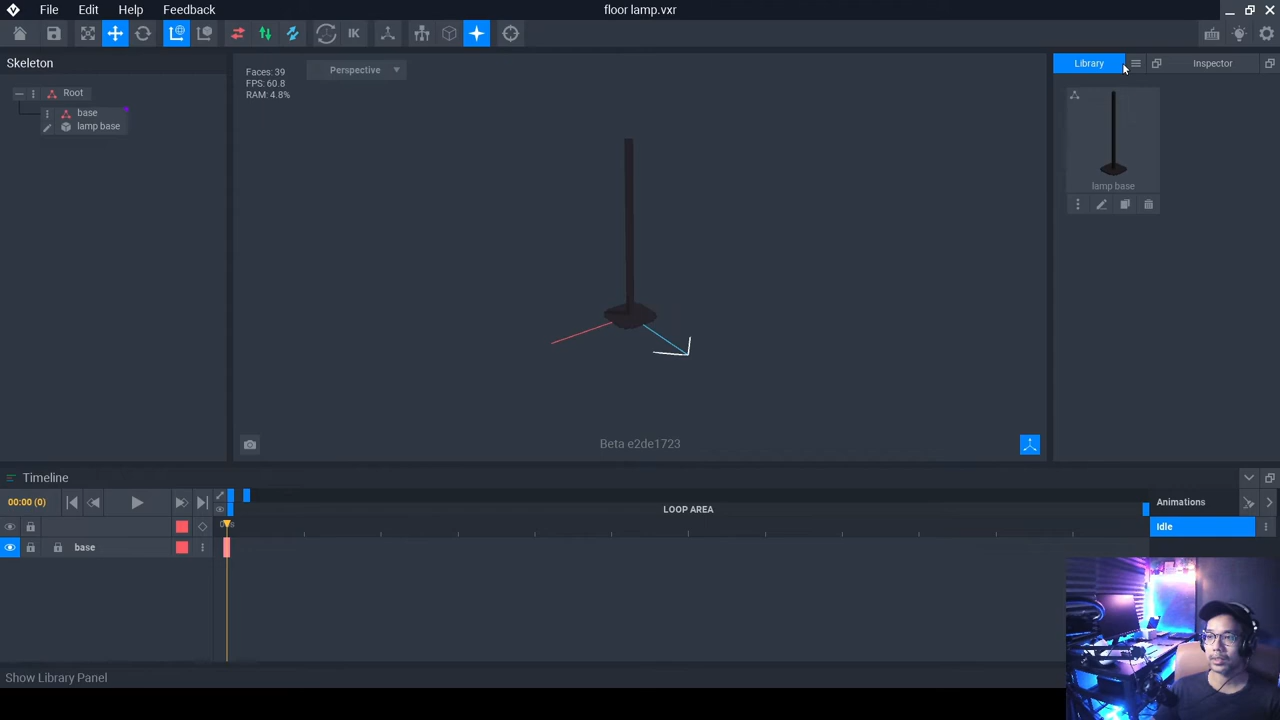 File Edit Help Feedback
floor lamp.vxr
IK
Skeleton
Root
base
lamp base
Faces: 39
FPS: 60.8
RAM: 4.8%
Perspective
Beta e2de1723
Library
Inspector
lamp base
Timeline
00:00 (0)
LOOP AREA
Animations
Idle
base
Show Library Panel